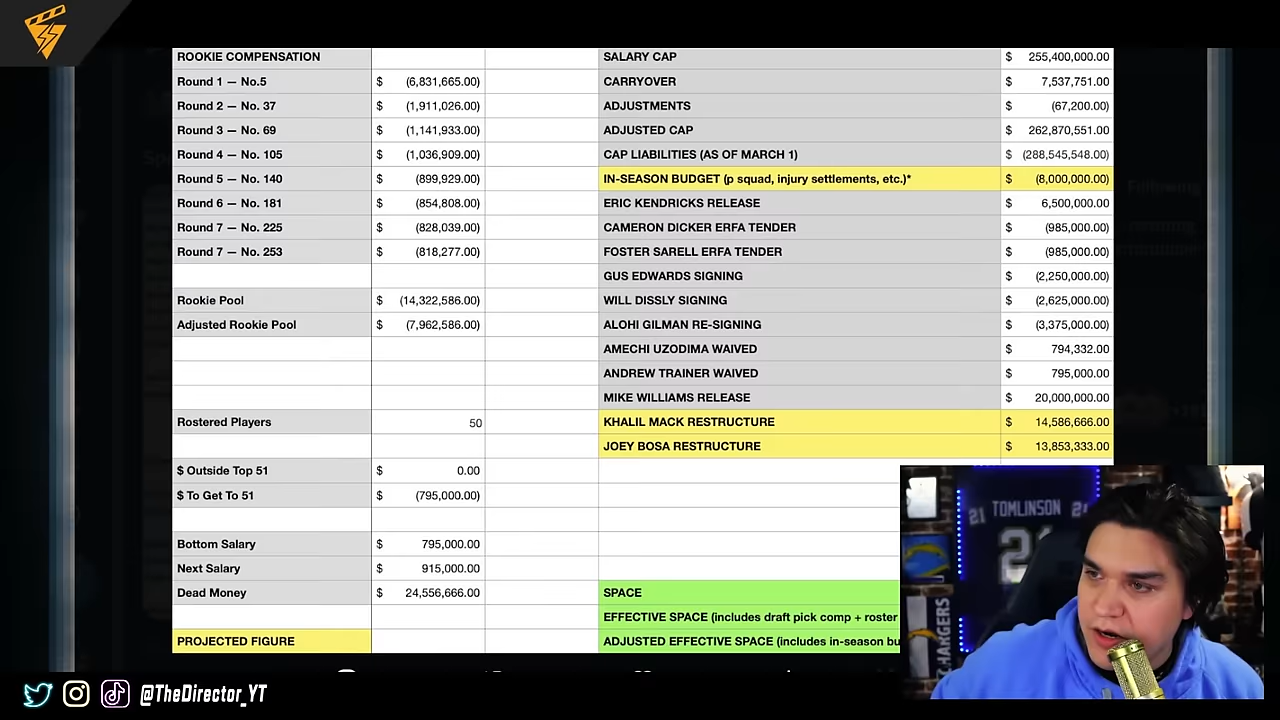 ROOKIE COMPENSATION SALARY CAP $ 255,400,000.00
Round 1 — No.5 $ (6,831,665.00) CARRYOVER $ 7,537,751.00
Round 2 — No. 37 $ (1,911,026.00) ADJUSTMENTS $ (67,200.00)
Round 3 — No. 69 $ (1,141,933.00) ADJUSTED CAP $ 262,870,551.00
Round 4 — No. 105 $ (1,036,909.00) CAP LIABILITIES (AS OF MARCH 1) $ (288,545,548.00)
Round 5 — No. 140 $ (899,929.00) IN-SEASON BUDGET (p squad, injury settlements, etc.)* $ (8,000,000.00)
Round 6 — No. 181 $ (854,808.00) ERIC KENDRICKS RELEASE $ 6,500,000.00
Round 7 — No. 225 $ (828,039.00) CAMERON DICKER ERFA TENDER $ (985,000.00)
Round 7 — No. 253 $ (818,277.00) FOSTER SARELL ERFA TENDER $ (985,000.00)
GUS EDWARDS SIGNING $ (2,250,000.00)
Rookie Pool $ (14,322,586.00) WILL DISSLY SIGNING $ (2,625,000.00)
Adjusted Rookie Pool $ (7,962,586.00) ALOHI GILMAN RE-SIGNING $ (3,375,000.00)
AMECHI UZODIMA WAIVED $ 794,332.00
ANDREW TRAINER WAIVED $ 795,000.00
MIKE WILLIAMS RELEASE $ 20,000,000.00
Rostered Players 50 KHALIL MACK RESTRUCTURE $ 14,586,666.00
JOEY BOSA RESTRUCTURE $ 13,853,333.00
$ Outside Top 51 $ 0.00
$ To Get To 51 $ (795,000.00)
Bottom Salary $ 795,000.00
Next Salary $ 915,000.00
Dead Money $ 24,556,666.00 SPACE
EFFECTIVE SPACE (includes draft pick comp + roster
PROJECTED FIGURE ADJUSTED EFFECTIVE SPACE (includes in-season bu
21 TOMLINSON
CHARGERS
@TheDirector_YT